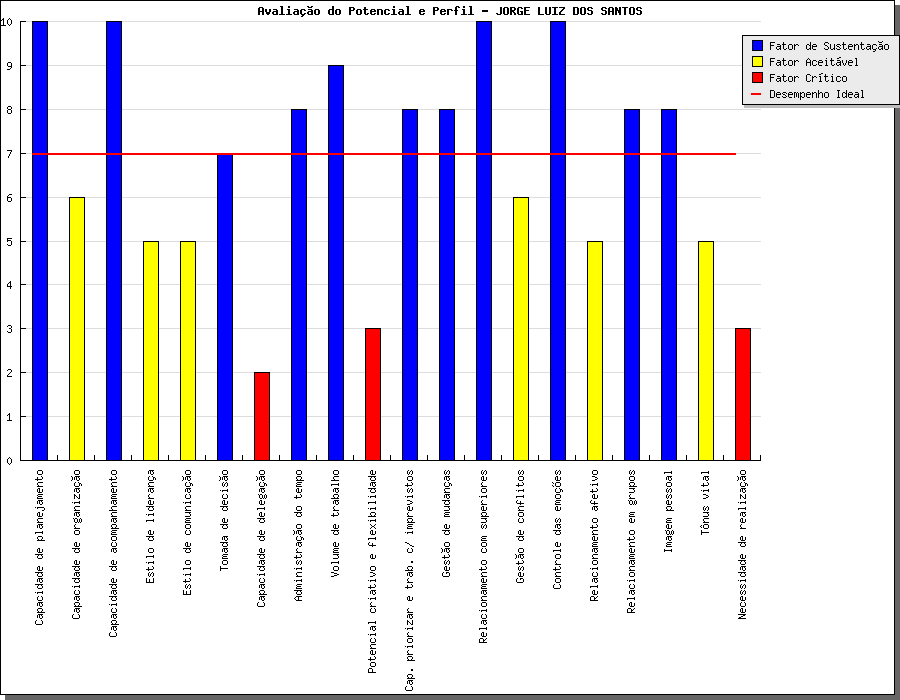 Avaliação do Potencial e Perfil - JORGE LUIZ DOS SANTOS
Fator de Sustentação
Fator Aceitável
Fator Crítico
Desempenho Ideal
10
9
8
7
6
5
4
3
2
1
0
Capacidade de planejamento
Capacidade de organização
Capacidade de acompanhamento
Estilo de liderança
Estilo de comunicação
Tomada de decisão
Capacidade de delegação
Administração do tempo
Volume de trabalho
Potencial criativo e flexibilidade
Cap. priorizar e trab. c/ imprevistos
Gestão de mudanças
Relacionamento com superiores
Gestão de conflitos
Controle das emoções
Relacionamento afetivo
Relacionamento em grupos
Imagem pessoal
Tônus vital
Necessidade de realização